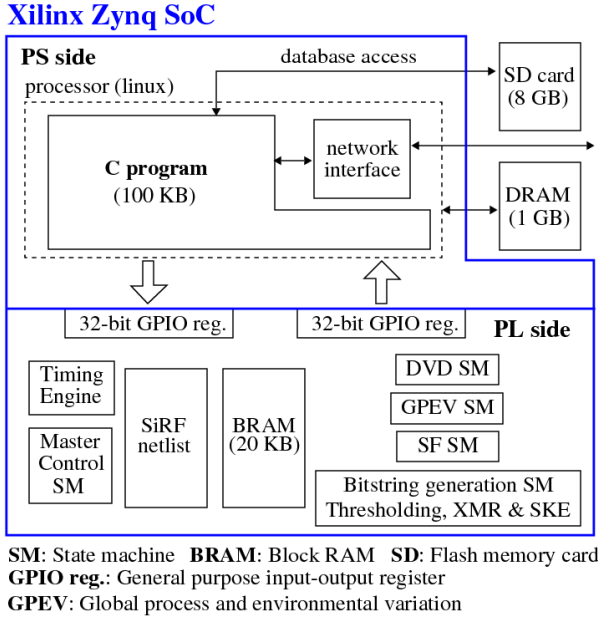 Xilinx Zynq SoC
PS side
database access
processor (linux)
SD card
(8 GB)
C program
(100 KB)
network
interface
DRAM
(1 GB)
32-bit GPIO reg.
32-bit GPIO reg.
PL side
Timing
Engine
Master
Control
SM
SiRF
netlist
BRAM
(20 KB)
DVD SM
GPEV SM
SF SM
Bitstring generation SM
Thresholding, XMR & SKE
SM: State machine BRAM: Block RAM SD: Flash memory card
GPIO reg.: General purpose input-output register
GPEV: Global process and environmental variation